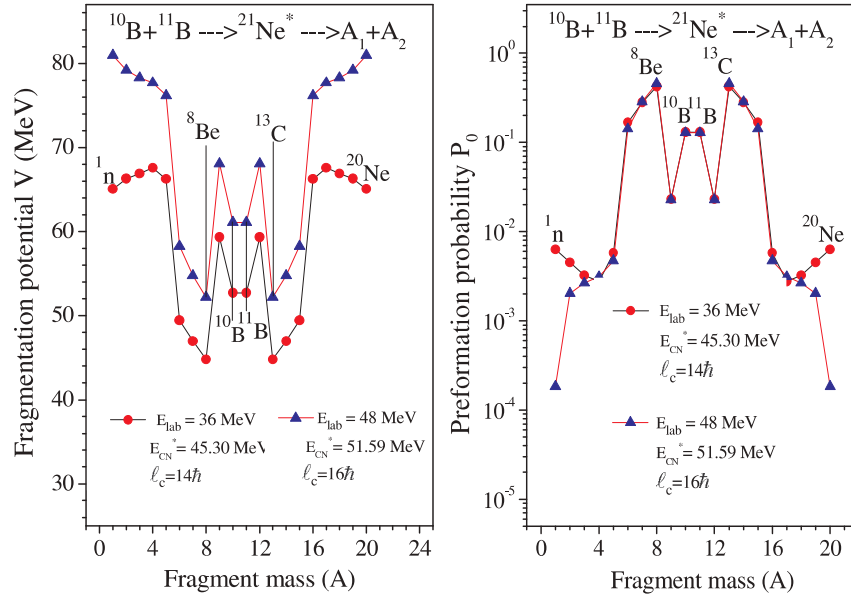 ¹⁰B+¹¹B --->²¹Ne* --->A₁+A₂
Fragmentation potential V (MeV)
80
70
60
50
40
30
¹n
⁸Be
¹³C
²⁰Ne
¹⁰B
¹¹B
E_lab = 36 MeV
E_CN* = 45.30 MeV
ℓ_c=14ħ
E_lab = 48 MeV
E_CN* = 51.59 MeV
ℓ_c=16ħ
0 4 8 12 16 20 24
Fragment mass (A)
¹⁰B+¹¹B ---> ²¹Ne* --->A₁+A₂
Preformation probability P₀
10⁰
10⁻¹
10⁻²
10⁻³
10⁻⁴
10⁻⁵
⁸Be
¹³C
¹⁰B
¹¹B
¹n
²⁰Ne
E_lab = 36 MeV
E_CN* = 45.30 MeV
ℓ_c=14ħ
E_lab = 48 MeV
E_CN* = 51.59 MeV
ℓ_c=16ħ
0 4 8 12 16 20
Fragment mass (A)